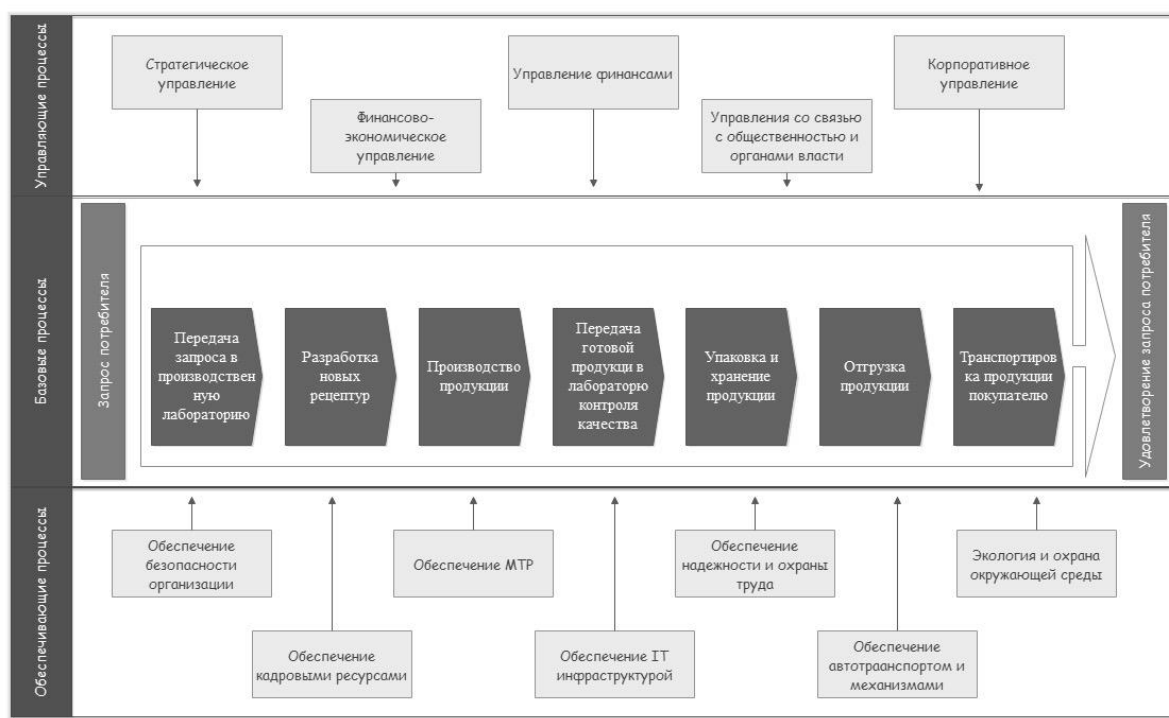 Управляющие процессы
Стратегическое
управление
Финансово-
экономическое
управление
Управление финансами
Управления со связью
с общественностью и
органами власти
Корпоративное
управление
Базовые процессы
Запрос потребителя
Передача
запроса в
производствен
ную
лабораторию
Разработка
новых
рецептур
Производство
продукции
Передача
готовой
продукци в
лабораторю
контроля
качества
Упаковка и
хранение
продукции
Отгрузка
продукции
Транспортиров
ка продукции
покупателю
Удовлетворение запроса потребителя
Обеспечивающие процессы
Обеспечение
безопасности
организации
Обеспечение
кадровыми ресурсами
Обеспечение МТР
Обеспечение IT
инфраструктурой
Обеспечение
надежности и охраны
труда
Обеспечение
автотраанспортом и
механизмами
Экология и охрана
окружающей среды